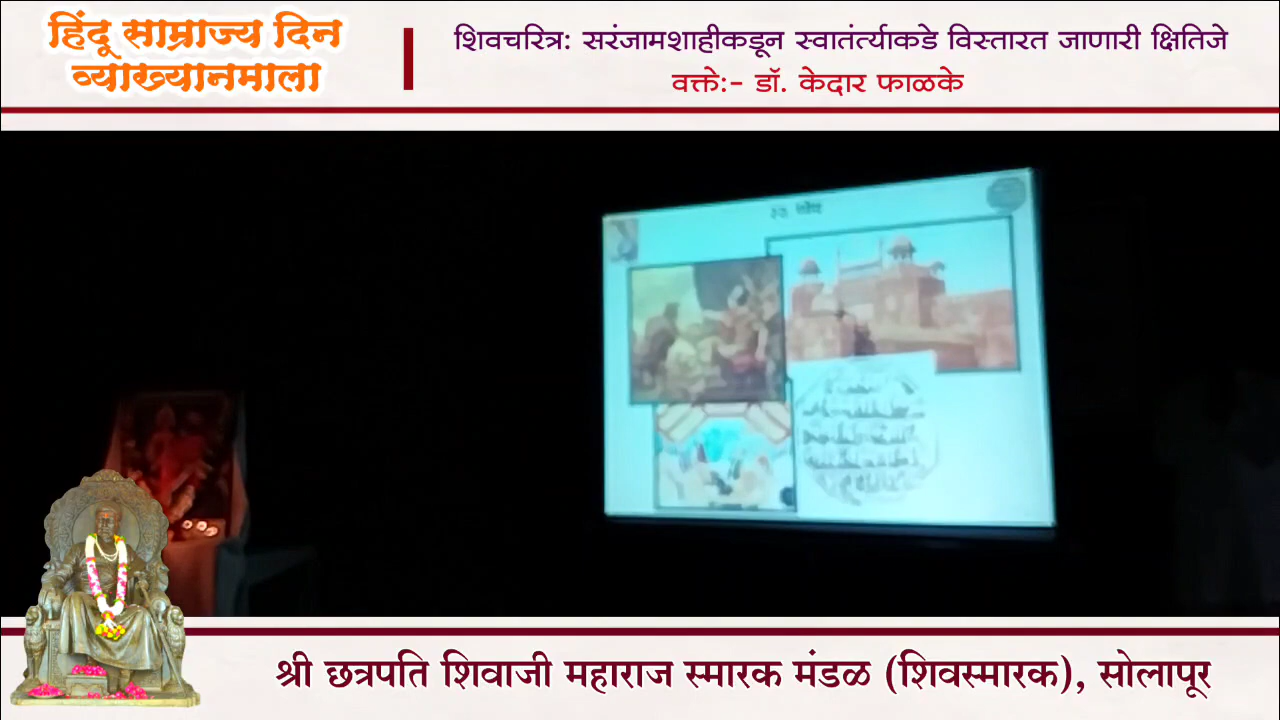 हिंदू साम्राज्य दिन
व्याख्यानमाला
शिवचरित्र: सरंजामशाहीकडून स्वातंर्त्याकडे विस्तारत जाणारी क्षितिजे
वक्ते:- डॉ. केदार फाळके
श्री छत्रपति शिवाजी महाराज स्मारक मंडळ (शिवस्मारक), सोलापूर